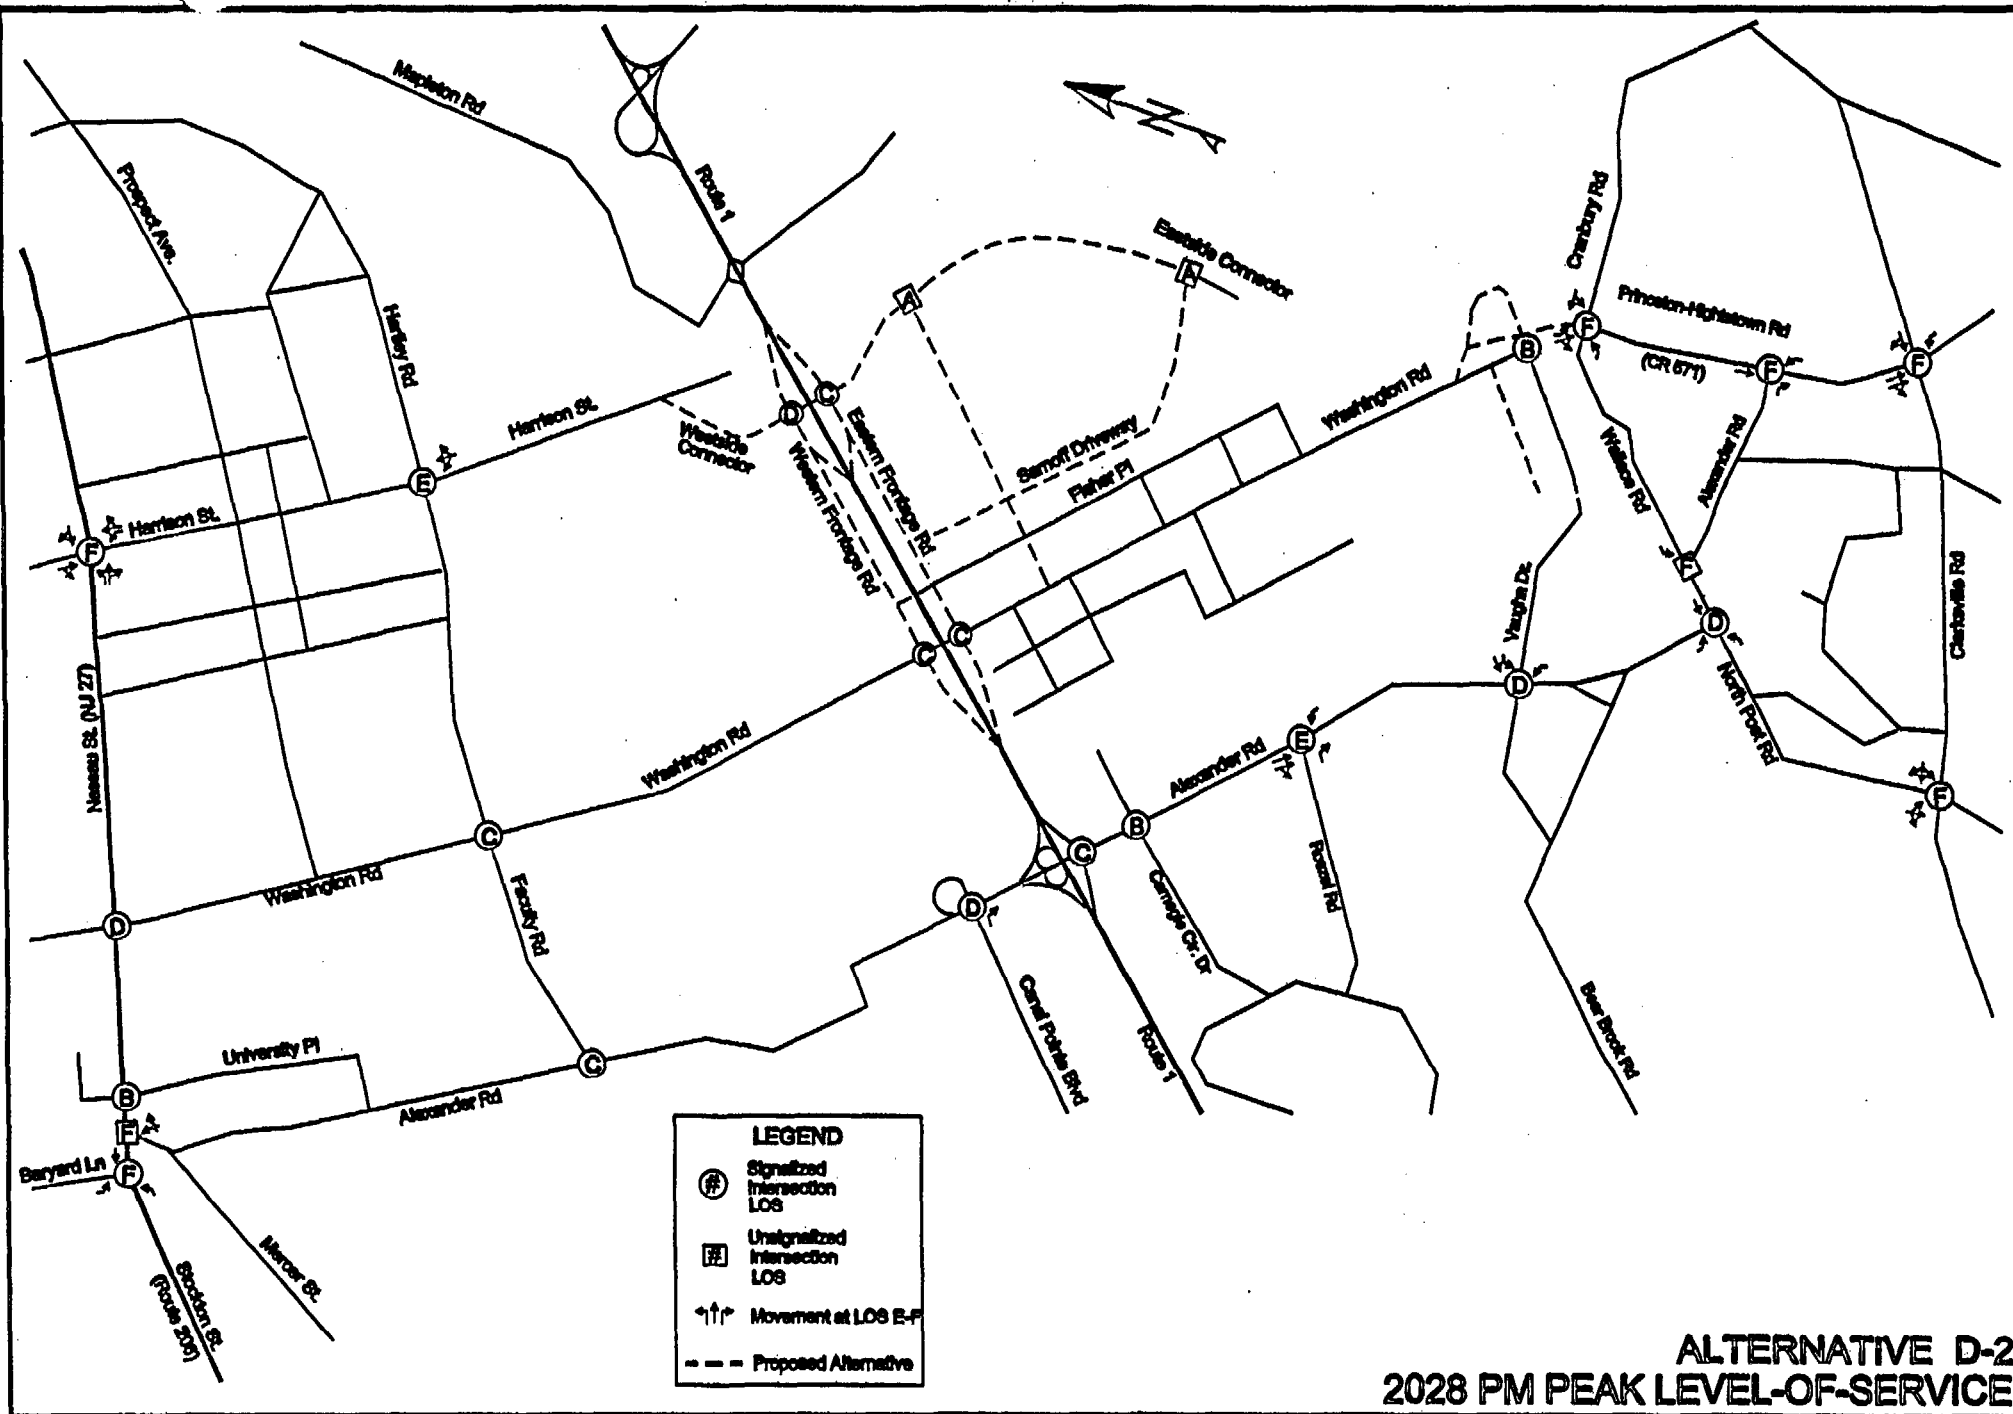 Mapleton Rd
Prospect Ave.
Route 1
N
Eastside Connector
Cranbury Rd
Princeton-Hightstown Rd
(CR 571)
Hartley Rd
Harrison St.
Westside
Connector
Eastern Frontage Rd
Western Frontage Rd
Sarnoff Driveway
Fisher Pl
Washington Rd
Wallace Rd
Alexander Rd
Clarksville Rd
Vaughn Dr.
North Post Rd
Harrison St.
Nassau St. (NJ 27)
Washington Rd
Washington Rd
Faculty Rd
Alexander Rd
Carnegie Ctr. Dr
Roszel Rd
Bear Brook Rd
Canal Pointe Blvd
Route 1
University Pl
Alexander Rd
Baryard Ln
Mercer St.
Stockton St.
(Route 206)
A
A
C
D
B
F
F
F
E
F
C
C
F
D
D
E
F
B
C
D
C
D
C
B
F
F
LEGEND
# Signalized
Intersection
LOS
# Unsignalized
Intersection
LOS
Movement at LOS E-F
Proposed Alternative
ALTERNATIVE D-2
2028 PM PEAK LEVEL-OF-SERVICE